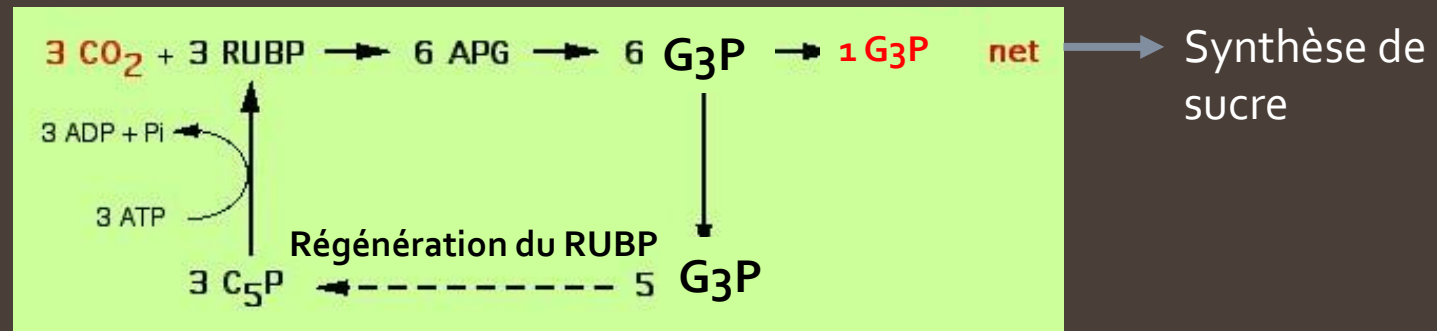 3 CO₂ + 3 RUBP → 6 APG → 6 G3P → 1 G3P net → Synthèse de
sucre
3 ADP + Pi
3 ATP
Régénération du RUBP
3 C₅P 5 G3P